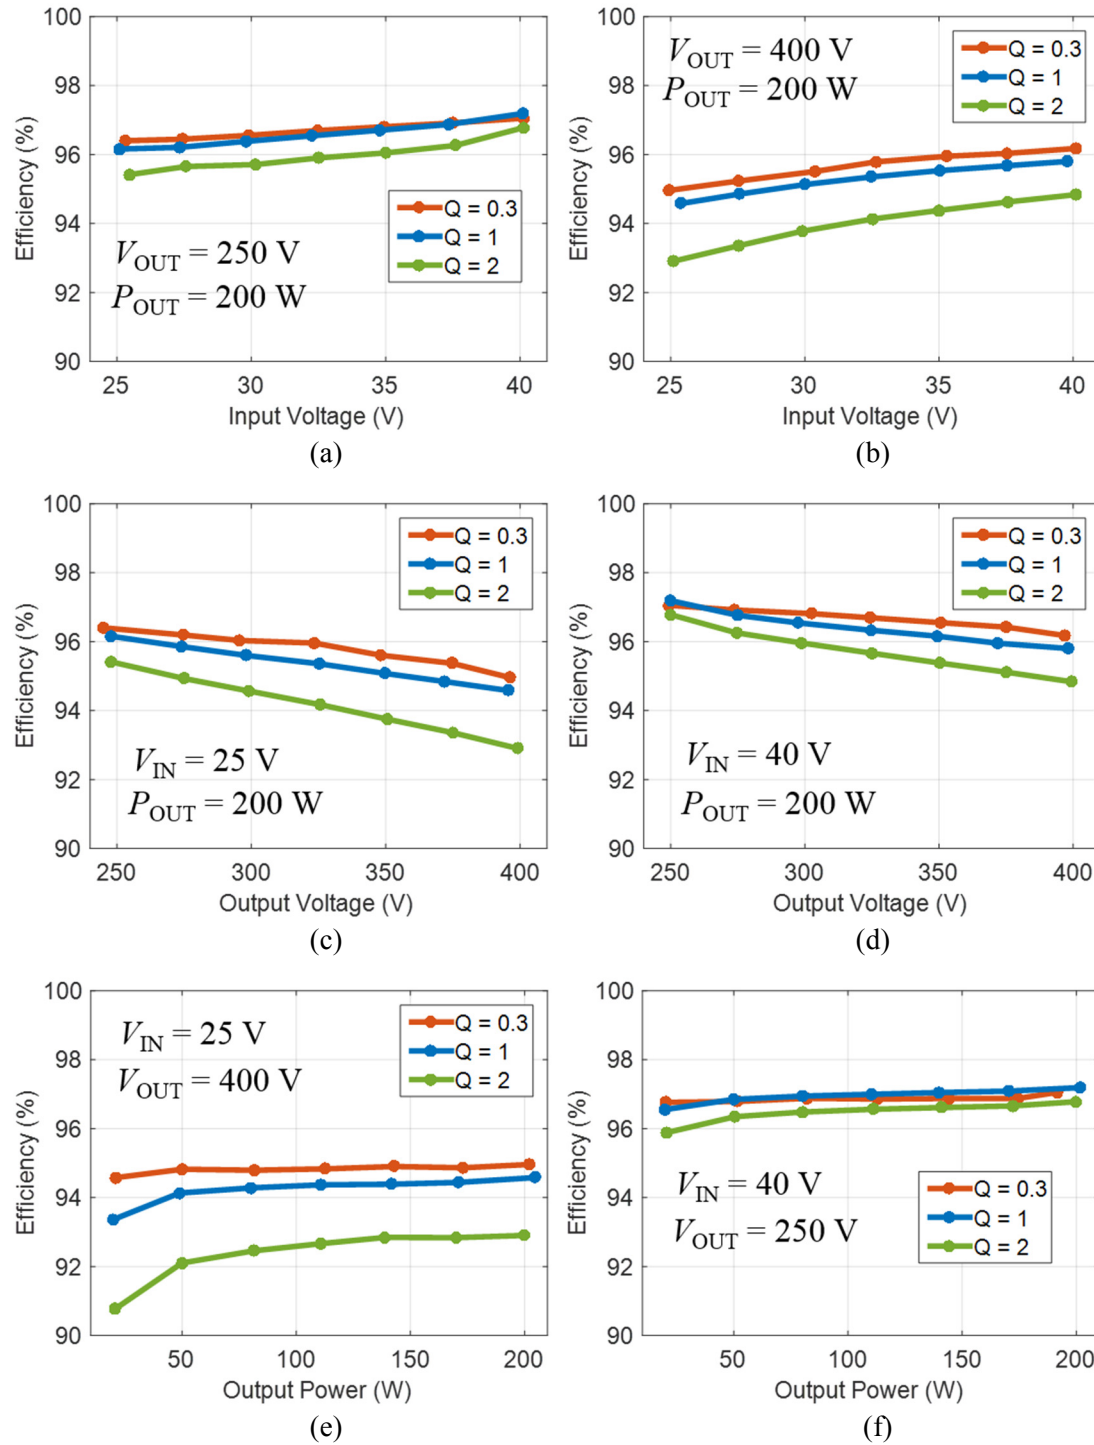 100
98
96
94
92
90
Efficiency (%)
Q = 0.3
Q = 1
Q = 2
V_OUT = 250 V
P_OUT = 200 W
25
30
35
40
Input Voltage (V)
(a)
100
98
96
94
92
90
Efficiency (%)
V_OUT = 400 V
P_OUT = 200 W
Q = 0.3
Q = 1
Q = 2
25
30
35
40
Input Voltage (V)
(b)
100
98
96
94
92
90
Efficiency (%)
Q = 0.3
Q = 1
Q = 2
V_IN = 25 V
P_OUT = 200 W
250
300
350
400
Output Voltage (V)
(c)
100
98
96
94
92
90
Efficiency (%)
Q = 0.3
Q = 1
Q = 2
V_IN = 40 V
P_OUT = 200 W
250
300
350
400
Output Voltage (V)
(d)
100
98
96
94
92
90
Efficiency (%)
V_IN = 25 V
V_OUT = 400 V
Q = 0.3
Q = 1
Q = 2
50
100
150
200
Output Power (W)
(e)
100
98
96
94
92
90
Efficiency (%)
V_IN = 40 V
V_OUT = 250 V
Q = 0.3
Q = 1
Q = 2
50
100
150
200
Output Power (W)
(f)